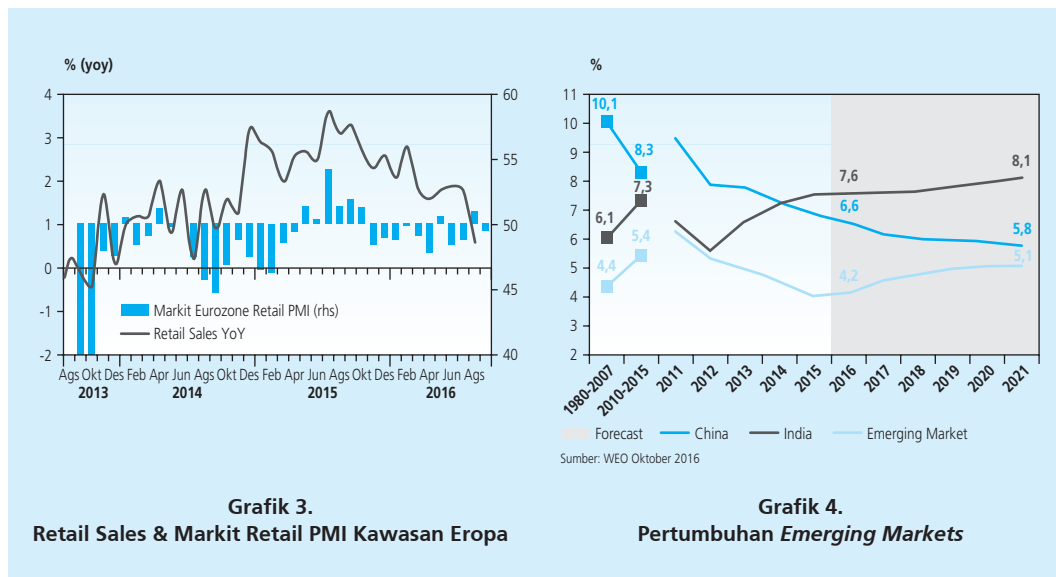 % (yoy)
4
3
2
1
0
-1
-2
60
55
50
45
40
Markit Eurozone Retail PMI (rhs)
Retail Sales YoY
Ags Okt Des Feb Apr Jun Ags Okt Des Feb Apr Jun Ags Okt Des Feb Apr Jun Ags
2013 2014 2015 2016
Grafik 3.
Retail Sales & Markit Retail PMI Kawasan Eropa
%
11
10
9
8
7
6
5
4
3
2
10,1
8,3
7,3
6,1
5,4
4,4
7,6
6,6
4,2
8,1
5,8
5,1
1980-2007 2010-2015 2011 2012 2013 2014 2015 2016 2017 2018 2019 2020 2021
Forecast China India Emerging Market
Sumber: WEO Oktober 2016
Grafik 4.
Pertumbuhan Emerging Markets